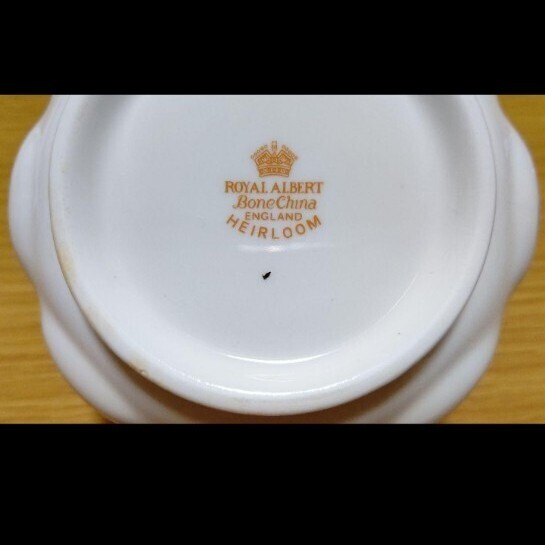 ROYAL ALBERT
Bone China
ENGLAND
HEIRLOOM